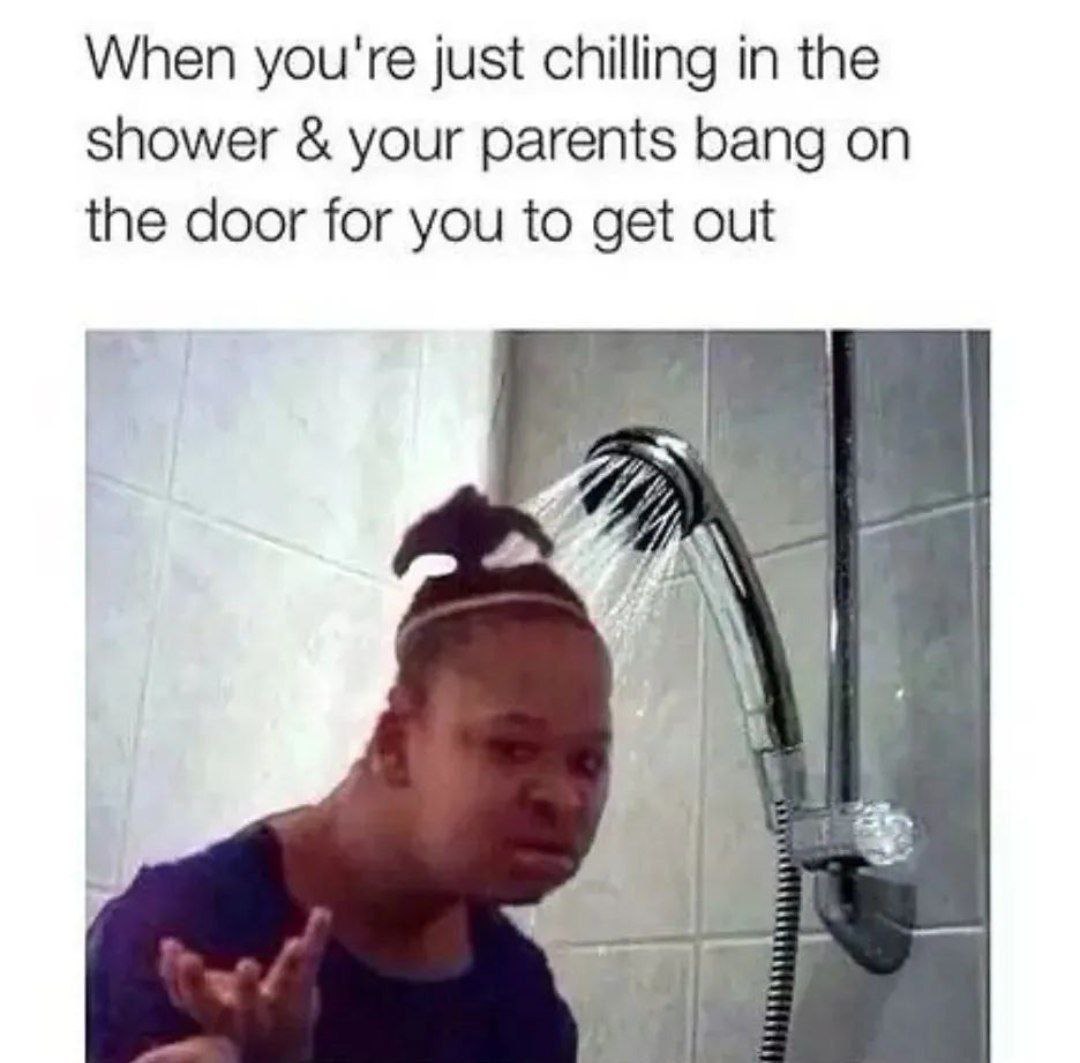 When you're just chilling in the
shower & your parents bang on
the door for you to get out